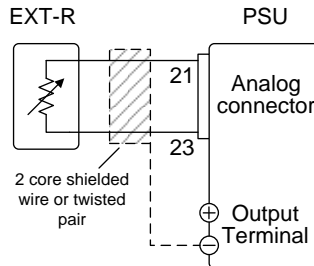 EXT-R
PSU
21
Analog
connector
23
2 core shielded
wire or twisted
pair
Output
Terminal